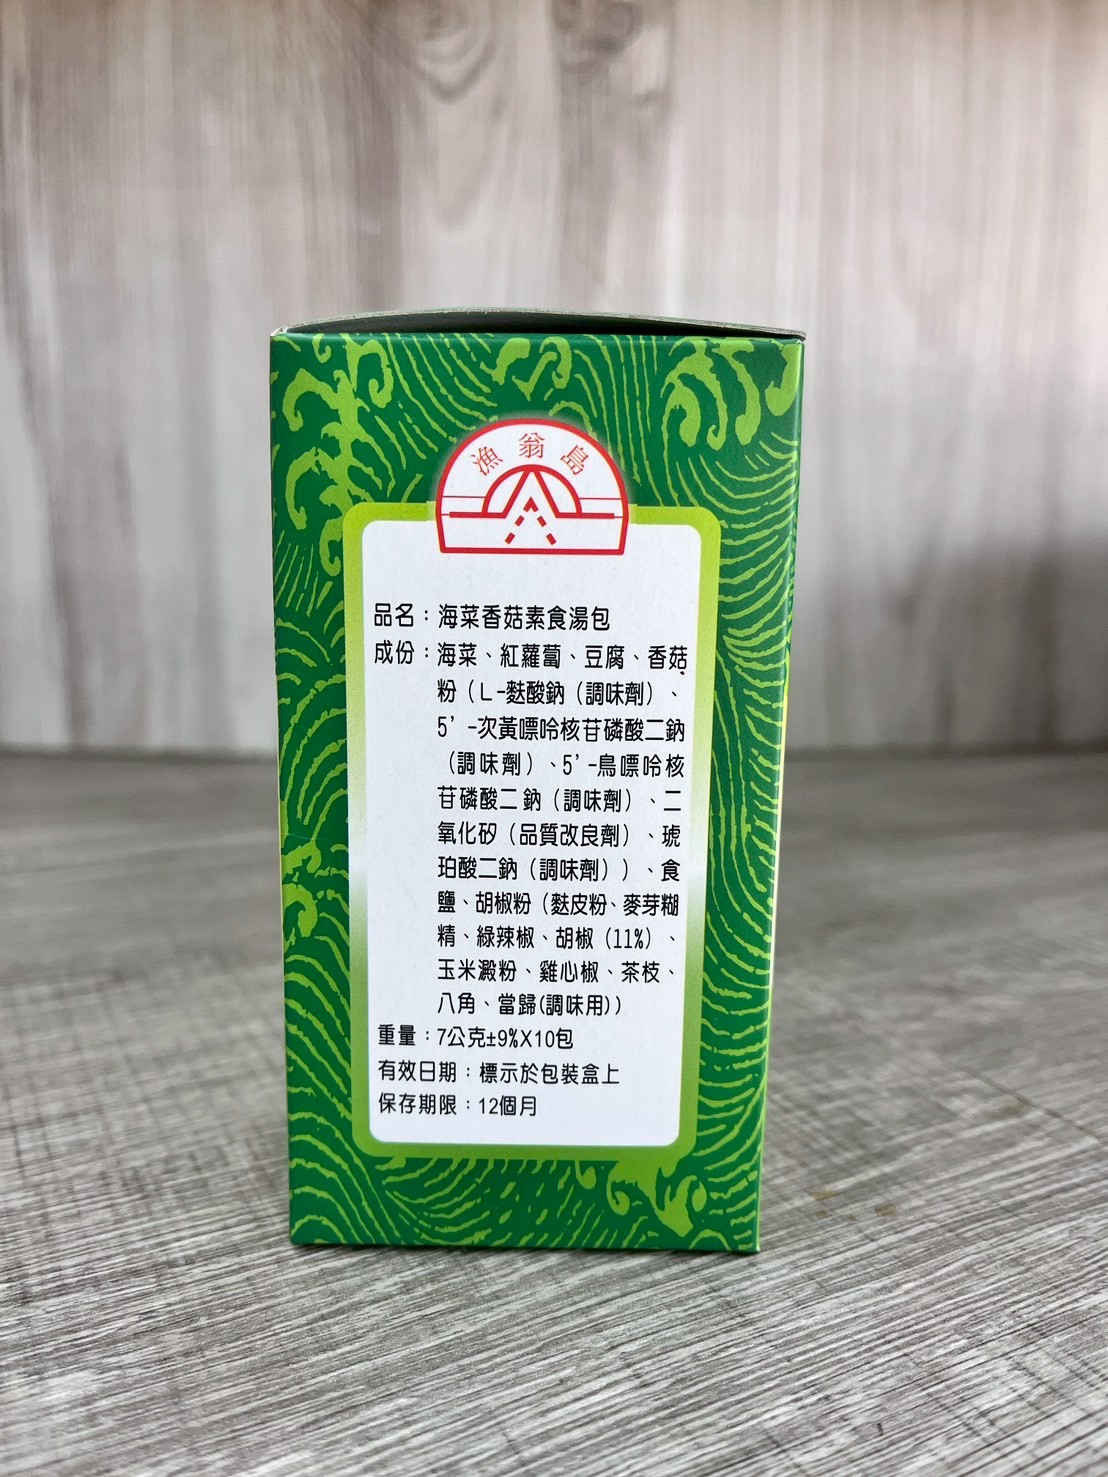 漁翁島
品名：海菜香菇素食湯包
成份：海菜、紅蘿蔔、豆腐、香菇
粉（L-麩酸鈉（調味劑）、
5’-次黃嘌呤核苷磷酸二鈉
（調味劑）、5’-鳥嘌呤核
苷磷酸二鈉（調味劑）、二
氧化矽（品質改良劑）、琥
珀酸二鈉（調味劑））、食
鹽、胡椒粉（麩皮粉、麥芽糊
精、綠辣椒、胡椒（11%）、
玉米澱粉、雞心椒、茶枝、
八角、當歸(調味用)）
重量：7公克±9%X10包
有效日期：標示於包裝盒上
保存期限：12個月